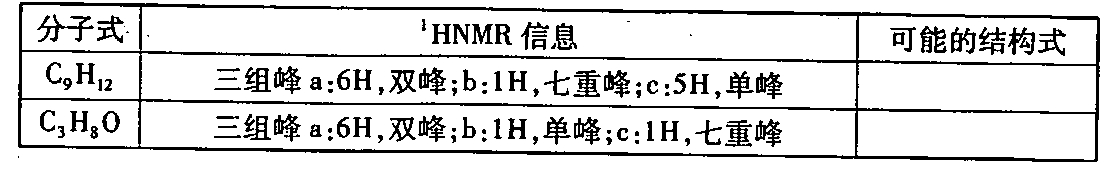 分子式 ¹HNMR 信息 可能的结构式
C₉H₁₂ 三组峰 a:6H,双峰;b:1H,七重峰;c:5H,单峰
C₃H₈O 三组峰 a:6H,双峰;b:1H,单峰;c:1H,七重峰